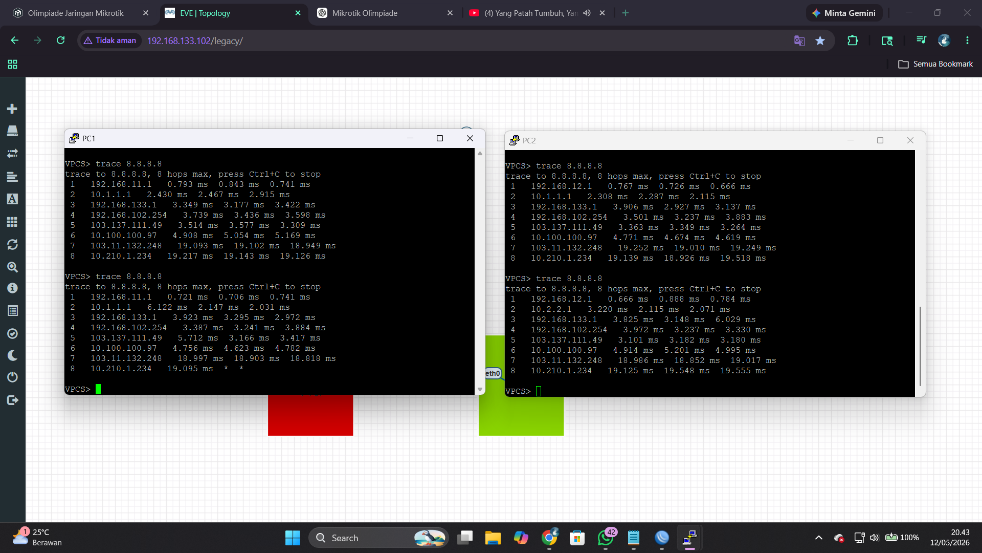 Olimpiade Jaringan Mikrotik
EVE | Topology
Mikrotik Olimpiade
(4) Yang Patah Tumbuh, Ya
Minta Gemini
Tidak aman
192.168.133.102/legacy/
Semua Bookmark
PC1
VPCS> trace 8.8.8.8
trace to 8.8.8.8, 8 hops max, press Ctrl+C to stop
1 192.168.11.1 0.793 ms 0.843 ms 0.741 ms
2 10.1.1.1 2.430 ms 2.467 ms 2.915 ms
3 192.168.133.1 3.349 ms 3.177 ms 3.422 ms
4 192.168.102.254 3.739 ms 3.436 ms 3.598 ms
5 103.137.111.49 3.514 ms 3.577 ms 3.309 ms
6 10.100.100.97 4.908 ms 5.054 ms 5.169 ms
7 103.11.132.248 19.093 ms 19.102 ms 18.949 ms
8 10.210.1.234 19.217 ms 19.143 ms 19.126 ms
VPCS> trace 8.8.8.8
trace to 8.8.8.8, 8 hops max, press Ctrl+C to stop
1 192.168.11.1 0.721 ms 0.706 ms 0.741 ms
2 10.1.1.1 6.122 ms 2.147 ms 2.031 ms
3 192.168.133.1 3.923 ms 3.295 ms 2.972 ms
4 192.168.102.254 3.387 ms 3.241 ms 3.884 ms
5 103.137.111.49 5.712 ms 3.166 ms 3.417 ms
6 10.100.100.97 4.756 ms 4.623 ms 4.782 ms
7 103.11.132.248 18.997 ms 18.903 ms 18.818 ms
8 10.210.1.234 19.095 ms * *
VPCS>
PC2
VPCS> trace 8.8.8.8
trace to 8.8.8.8, 8 hops max, press Ctrl+C to stop
1 192.168.12.1 0.767 ms 0.726 ms 0.666 ms
2 10.1.1.1 2.308 ms 2.287 ms 2.115 ms
3 192.168.133.1 3.906 ms 2.927 ms 3.137 ms
4 192.168.102.254 3.501 ms 3.237 ms 3.883 ms
5 103.137.111.49 3.363 ms 3.349 ms 3.264 ms
6 10.100.100.97 4.771 ms 4.674 ms 4.619 ms
7 103.11.132.248 19.252 ms 19.010 ms 19.249 ms
8 10.210.1.234 19.139 ms 18.926 ms 19.518 ms
VPCS> trace 8.8.8.8
trace to 8.8.8.8, 8 hops max, press Ctrl+C to stop
1 192.168.12.1 0.666 ms 0.888 ms 0.784 ms
2 10.2.2.1 3.220 ms 2.115 ms 2.071 ms
3 192.168.133.1 3.825 ms 3.148 ms 6.029 ms
4 192.168.102.254 3.972 ms 3.237 ms 3.330 ms
5 103.137.111.49 3.101 ms 3.182 ms 3.180 ms
6 10.100.100.97 4.914 ms 5.201 ms 4.995 ms
7 103.11.132.248 18.986 ms 18.852 ms 19.017 ms
8 10.210.1.234 19.125 ms 19.548 ms 19.555 ms
VPCS>
eth0
1
25°C
Berawan
Search
42
100%
20.43
12/05/2026